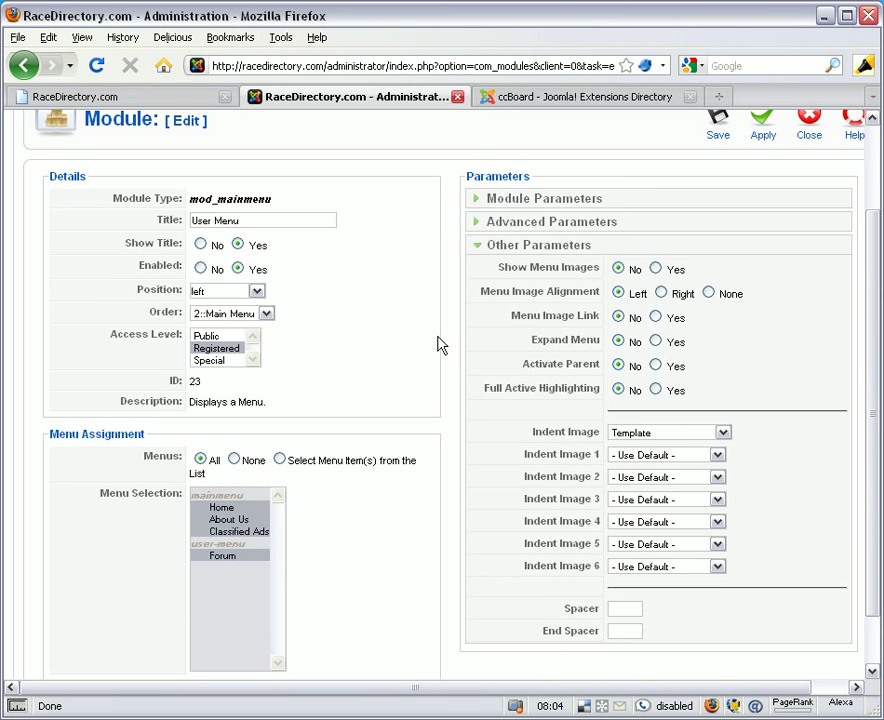 RaceDirectory.com - Administration - Mozilla Firefox
File Edit View History Delicious Bookmarks Tools Help
http://racedirectory.com/administrator/index.php?option=com_modules&client=0&task=e
Google
RaceDirectory.com
RaceDirectory.com - Administrat...
ccBoard - Joomla! Extensions Directory
Module: [ Edit ]
Save Apply Close Help
Details
Module Type: mod_mainmenu
Title: User Menu
Show Title: No Yes
Enabled: No Yes
Position: left
Order: 2::Main Menu
Access Level: Public
Registered
Special
ID: 23
Description: Displays a Menu.
Menu Assignment
Menus: All None Select Menu Item(s) from the
List
Menu Selection: mainmenu
Home
About Us
Classified Ads
user-menu
Forum
Parameters
Module Parameters
Advanced Parameters
Other Parameters
Show Menu Images No Yes
Menu Image Alignment Left Right None
Menu Image Link No Yes
Expand Menu No Yes
Activate Parent No Yes
Full Active Highlighting No Yes
Indent Image Template
Indent Image 1 - Use Default -
Indent Image 2 - Use Default -
Indent Image 3 - Use Default -
Indent Image 4 - Use Default -
Indent Image 5 - Use Default -
Indent Image 6 - Use Default -
Spacer
End Spacer
Done
08:04
disabled
PageRank
Alexa